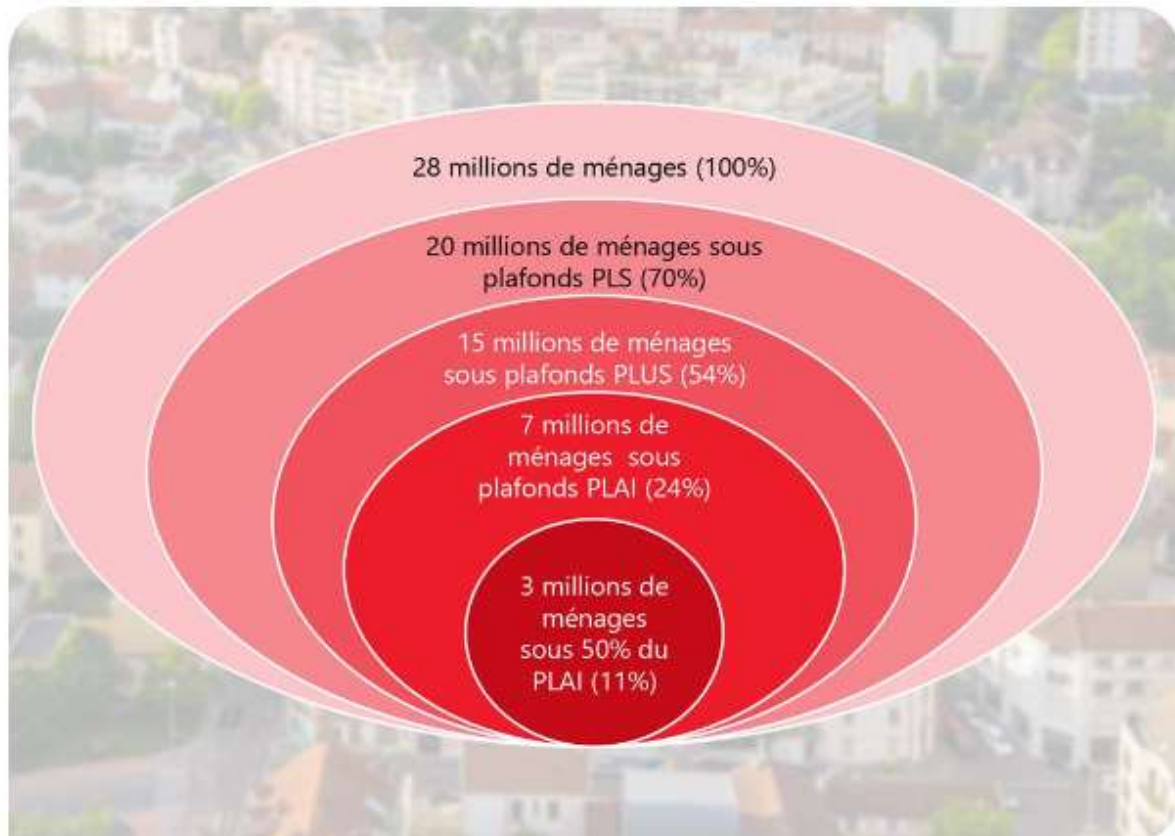 28 millions de ménages (100%)
20 millions de ménages sous
plafonds PLS (70%)
15 millions de ménages
sous plafonds PLUS (54%)
7 millions de
ménages sous
plafonds PLAI (24%)
3 millions de
ménages
sous 50% du
PLAI (11%)